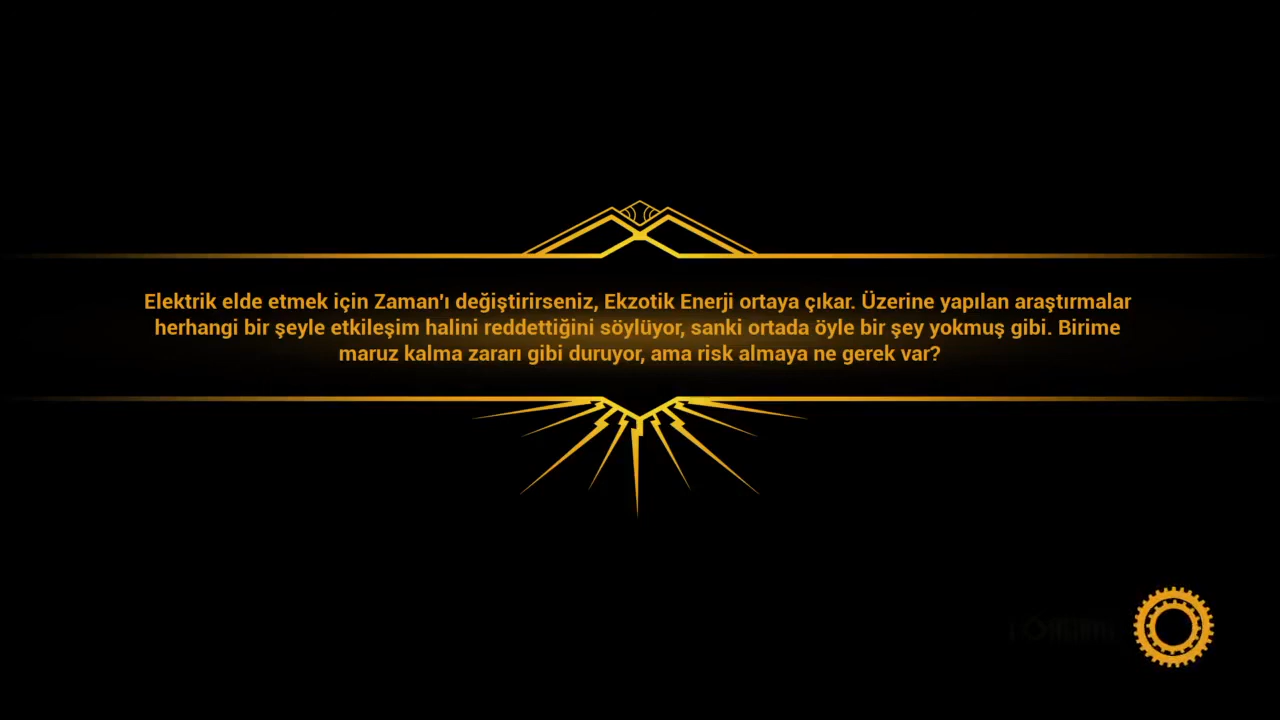 Elektrik elde etmek için Zaman'ı değiştirirseniz, Ekzotik Enerji ortaya çıkar. Üzerine yapılan araştırmalar
herhangi bir şeyle etkileşim halini reddettiğini söylüyor, sanki ortada öyle bir şey yokmuş gibi. Birime
maruz kalma zararı gibi duruyor, ama risk almaya ne gerek var?